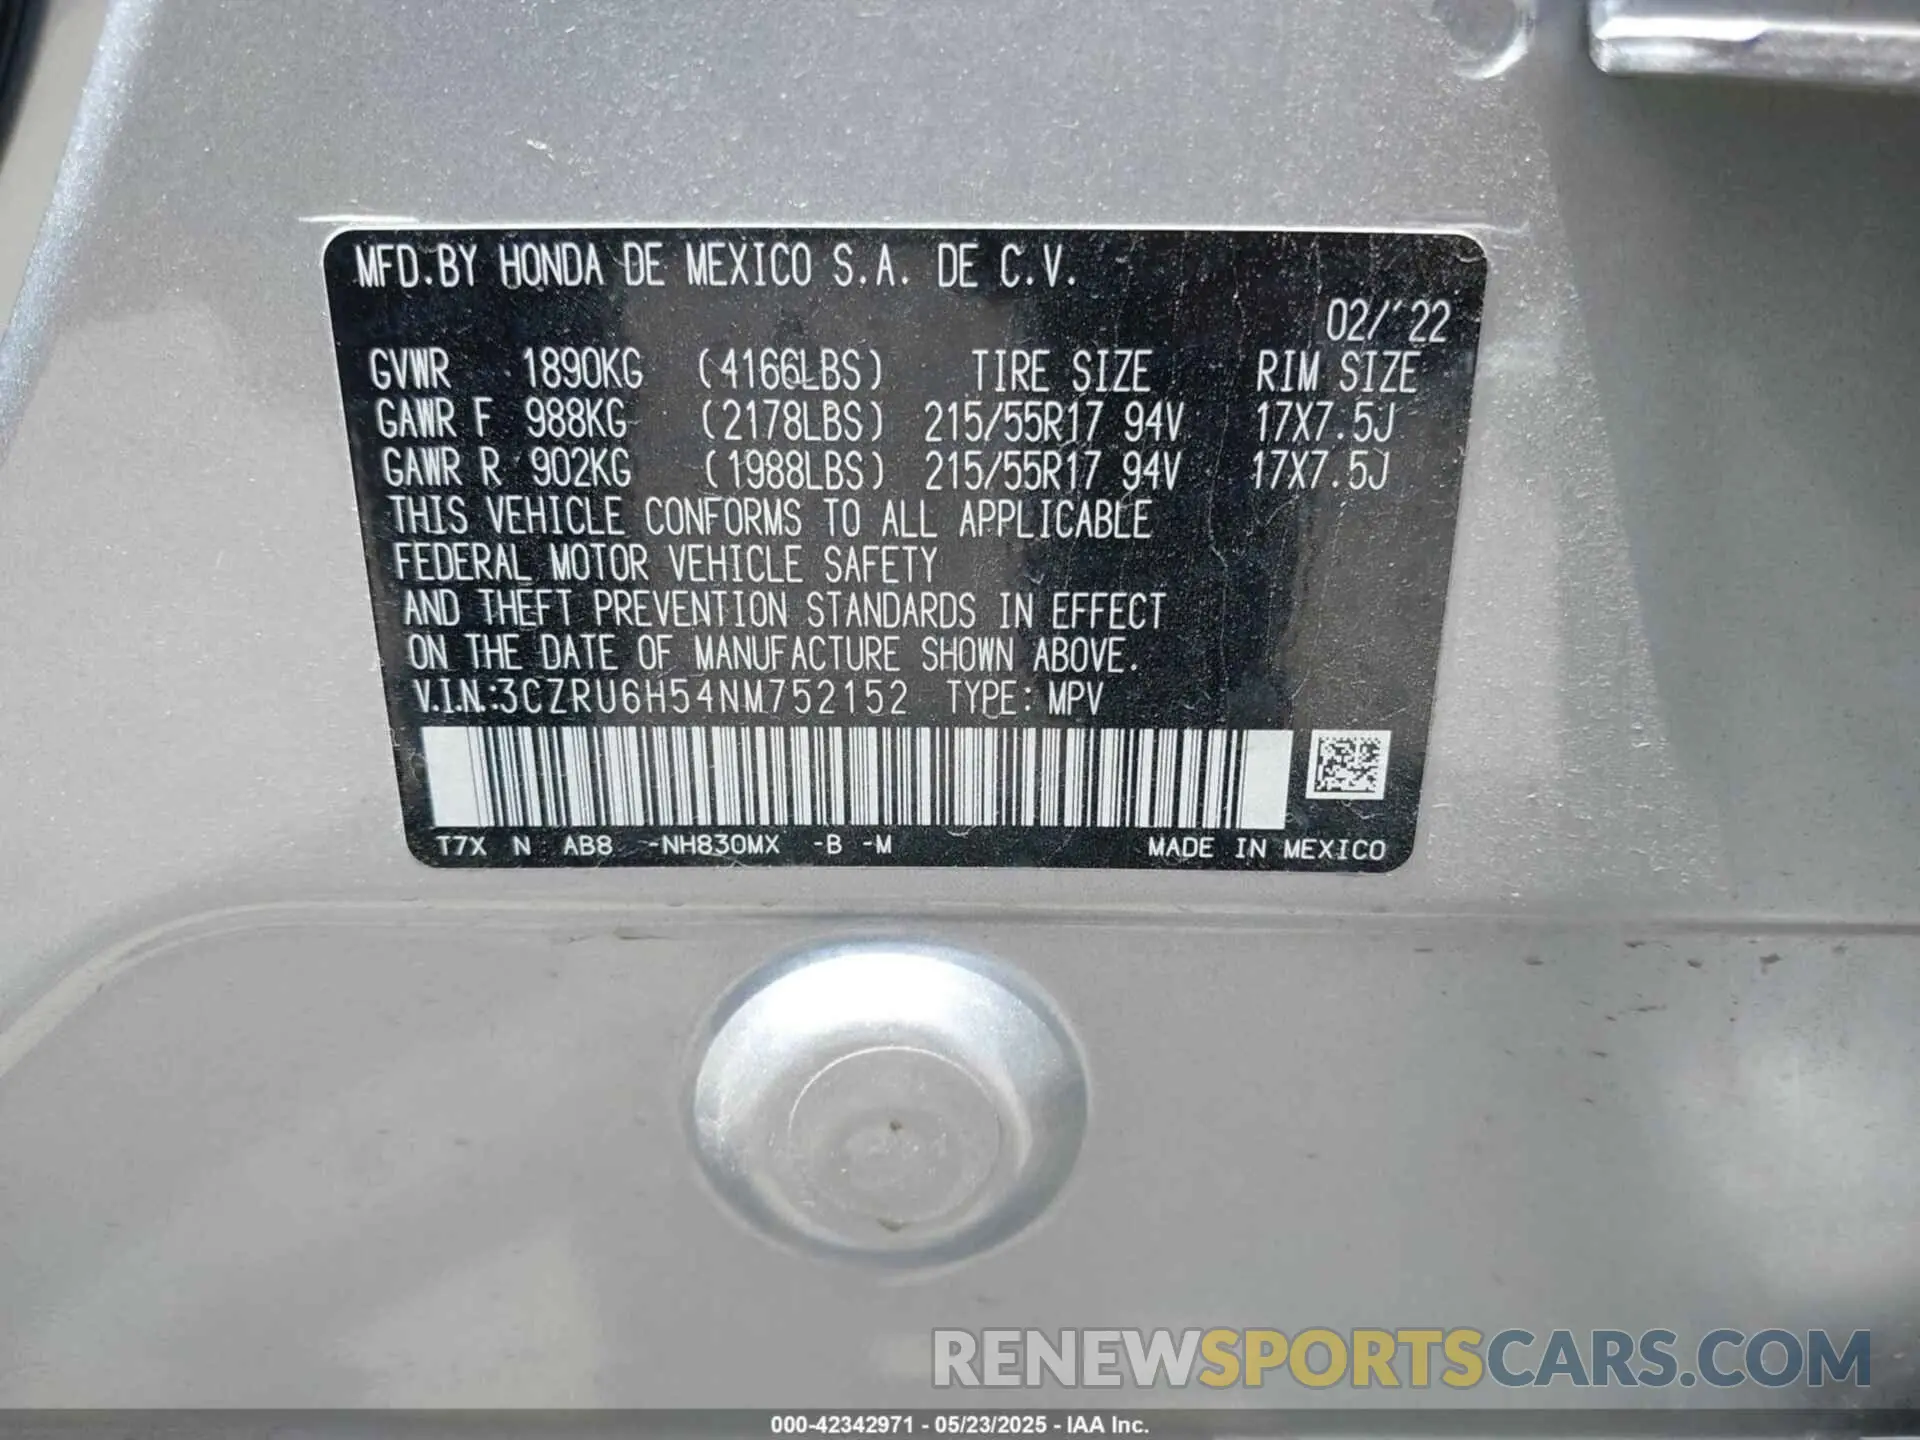 MFD.BY HONDA DE MEXICO S.A. DE C.V.
02/'22
GVWR 1890KG (4166LBS) TIRE SIZE RIM SIZE
GAWR F 988KG (2178LBS) 215/55R17 94V 17X7.5J
GAWR R 902KG (1988LBS) 215/55R17 94V 17X7.5J
THIS VEHICLE CONFORMS TO ALL APPLICABLE
FEDERAL MOTOR VEHICLE SAFETY
AND THEFT PREVENTION STANDARDS IN EFFECT
ON THE DATE OF MANUFACTURE SHOWN ABOVE.
V.I.N.:3CZRU6H54NM752152 TYPE:MPV
T7X N AB8 -NH830MX -B -M MADE IN MEXICO
RENEWSPORTSCARS.COM
000-42342971 - 05/23/2025 - IAA Inc.